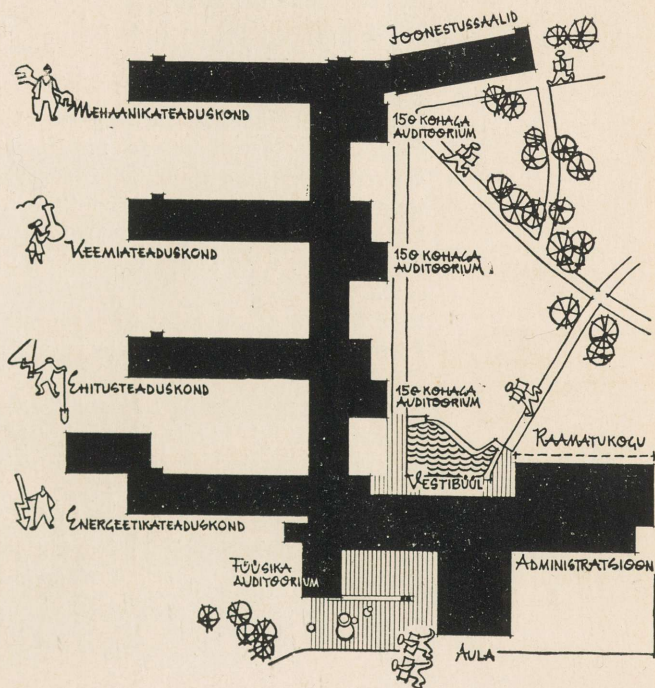 JOONESTUSSAALID
MEHAANIKATEADUSKOND
150 KOHAGA
AUDITOORIUM
KEEMIATEADUSKOND
150 KOHAGA
AUDITOORIUM
EHITUSTEADUSKOND
150 KOHAGA
AUDITOORIUM
RAAMATUKOGU
VESTIBÜÜL
ENERGEETIKATEADUSKOND
FÜÜSIKA
AUDITOORIUM
ADMINISTRATSIOON
AULA